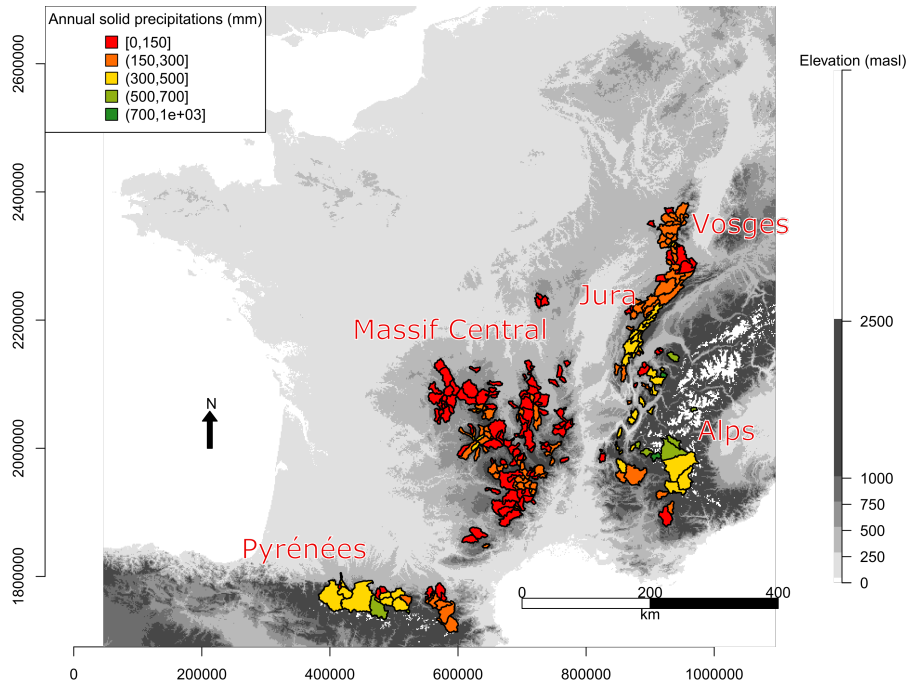 Annual solid precipitations (mm)
[0,150]
(150,300]
(300,500]
(500,700]
(700,1e+03]
Elevation (masl)
2500
1000
750
500
250
0
2600000
2400000
2200000
2000000
1800000
Vosges
Jura
Massif Central
Alps
Pyrénées
N
0 200 400
km
0 200000 400000 600000 800000 1000000